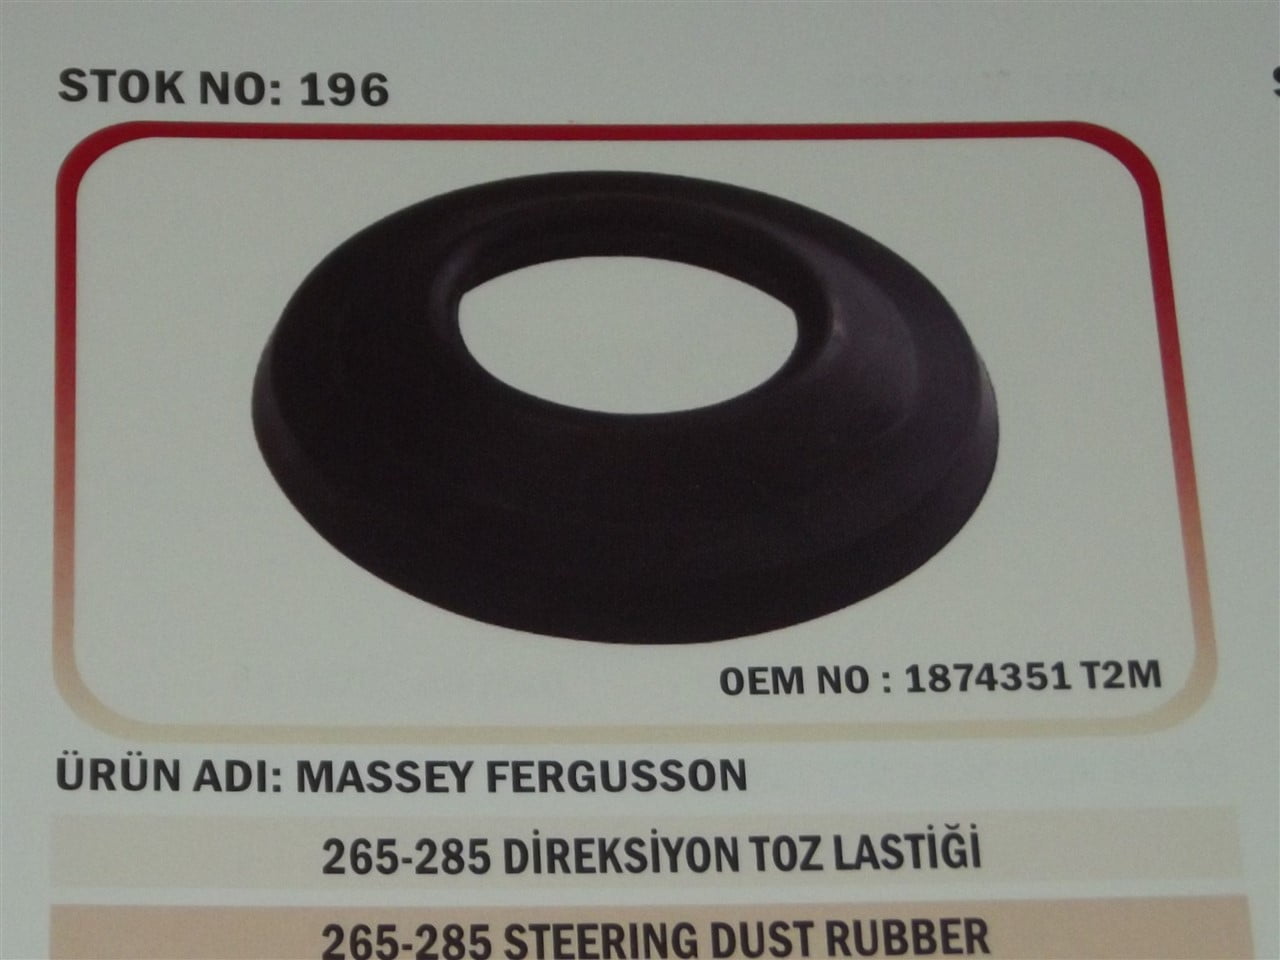 STOK NO: 196
OEM NO : 1874351 T2M
ÜRÜN ADI: MASSEY FERGUSSON
265-285 DİREKSİYON TOZ LASTİĞİ
265-285 STEERING DUST RUBBER